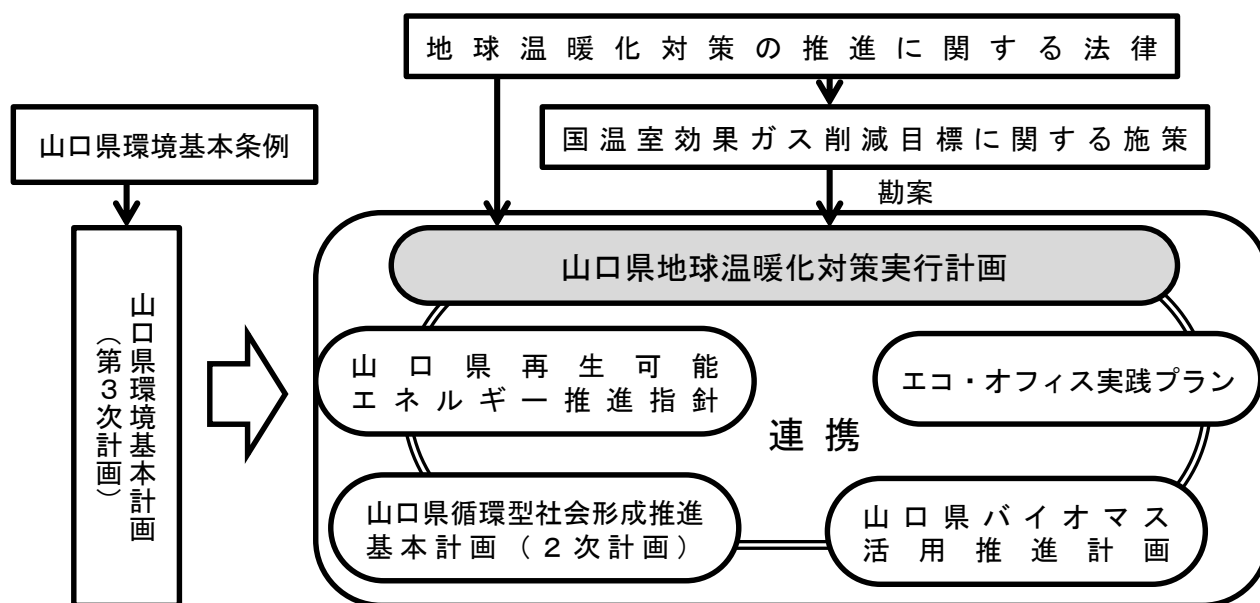 地球温暖化対策の推進に関する法律
山口県環境基本条例
国温室効果ガス削減目標に関する施策
勘案
山口県地球温暖化対策実行計画
山口県環境基本計画
（第３次計画）
山口県再生可能
エネルギー推進指針
エコ・オフィス実践プラン
連携
山口県循環型社会形成推進
基本計画（２次計画）
山口県バイオマス
活用推進計画